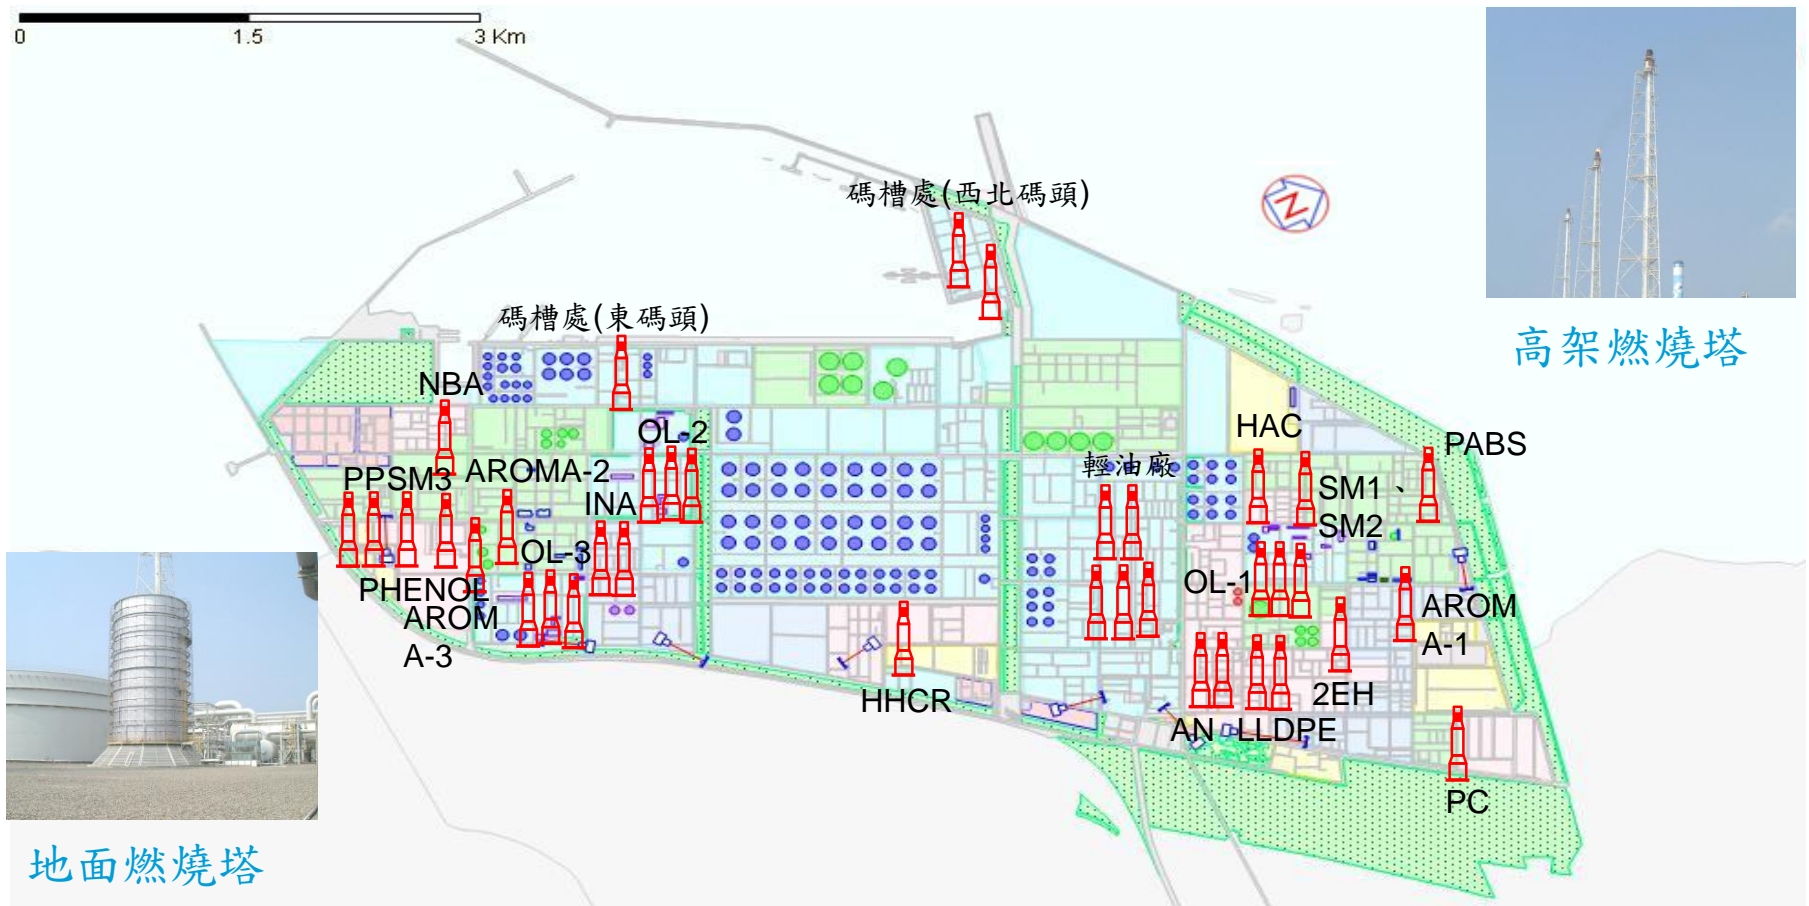 0 1.5 3 Km
碼槽處(西北碼頭)
N
高架燃燒塔
碼槽處(東碼頭)
NBA
OL-2
HAC
PABS
PPSM3
AROMA-2
輕油廠
INA
SM1、
SM2
OL-3
OL-1
PHENOL
AROM
A-3
AROM
A-1
HHCR
2EH
AN
LLDPE
PC
地面燃燒塔